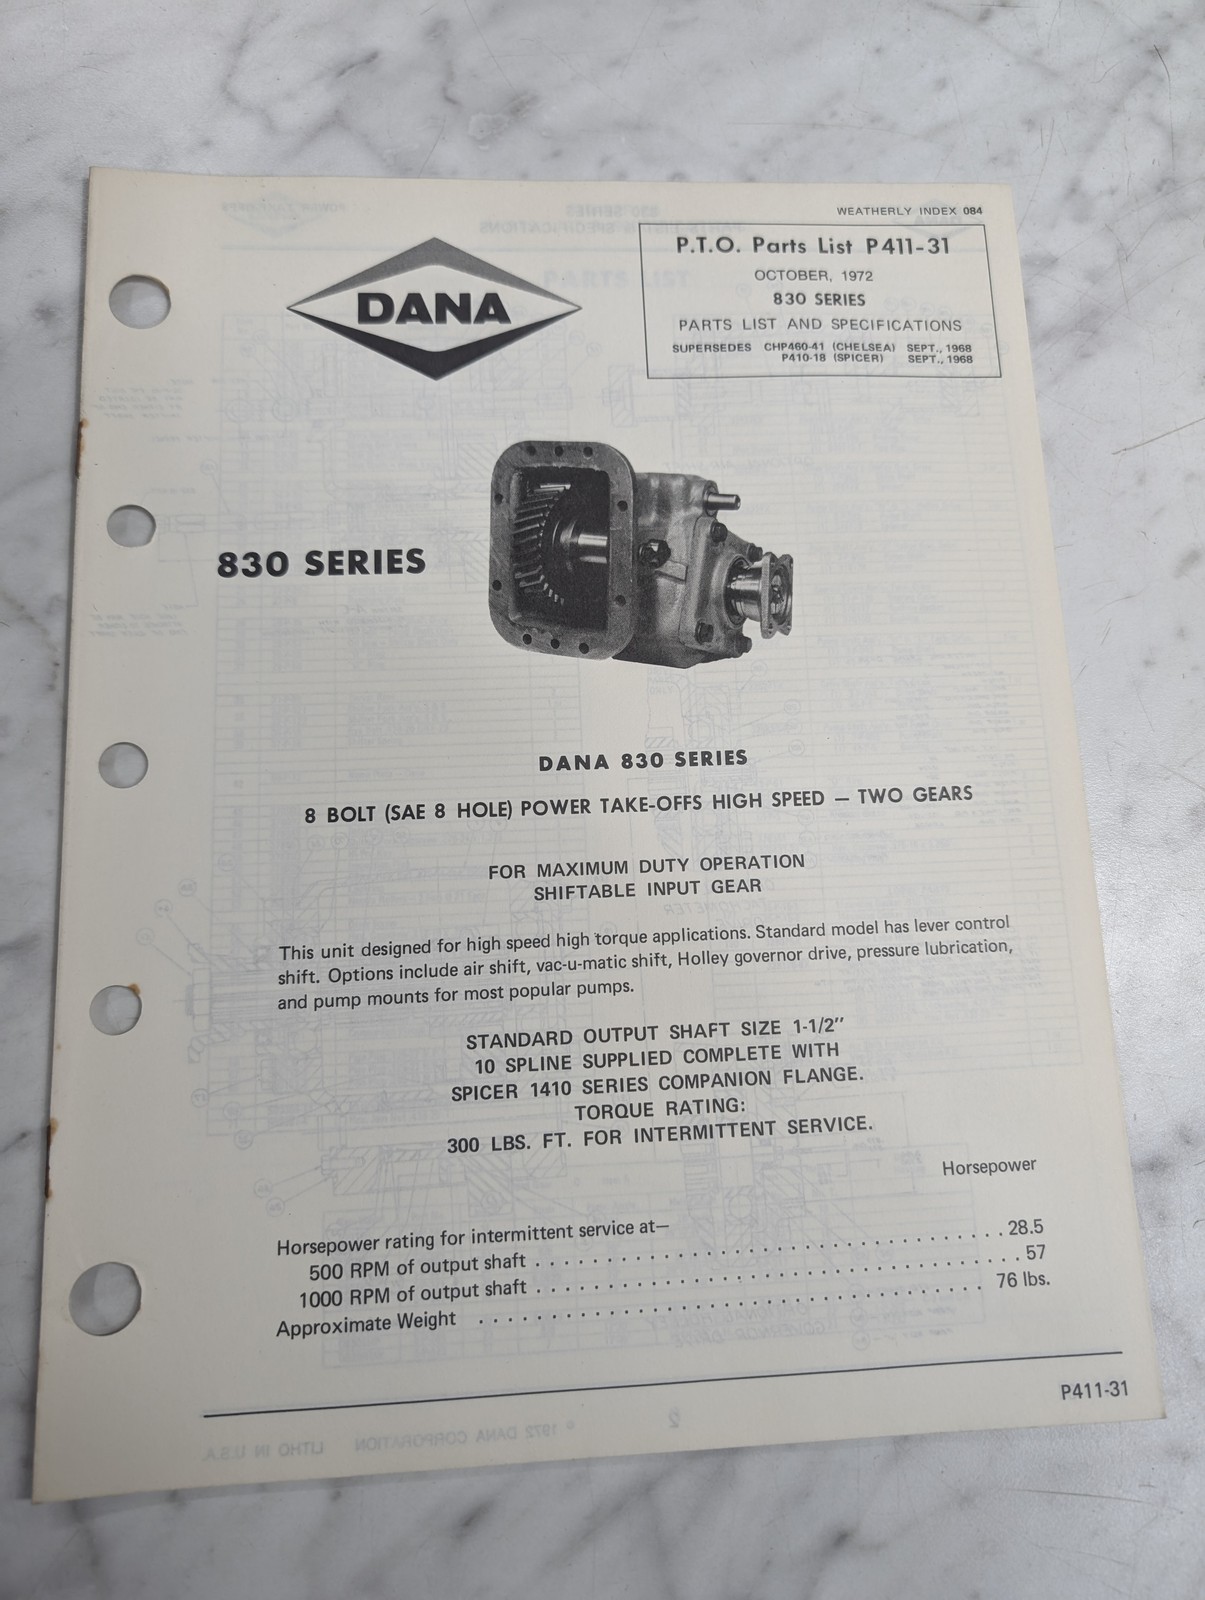 WEATHERLY INDEX 084
P.T.O. Parts List P411-31
OCTOBER, 1972
830 SERIES
PARTS LIST AND SPECIFICATIONS
SUPERSEDES CHP460-41 (CHELSEA) SEPT., 1968
P410-18 (SPICER) SEPT., 1968
DANA
830 SERIES
DANA 830 SERIES
8 BOLT (SAE 8 HOLE) POWER TAKE-OFFS HIGH SPEED — TWO GEARS
FOR MAXIMUM DUTY OPERATION
SHIFTABLE INPUT GEAR
This unit designed for high speed high torque applications. Standard model has lever control
shift. Options include air shift, vac-u-matic shift, Holley governor drive, pressure lubrication,
and pump mounts for most popular pumps.
STANDARD OUTPUT SHAFT SIZE 1-1/2"
10 SPLINE SUPPLIED COMPLETE WITH
SPICER 1410 SERIES COMPANION FLANGE.
TORQUE RATING:
300 LBS. FT. FOR INTERMITTENT SERVICE.
Horsepower
Horsepower rating for intermittent service at—
500 RPM of output shaft . . . . . . . . . . . . . . . . . . . . . . . . . . . . . . . . . 28.5
1000 RPM of output shaft . . . . . . . . . . . . . . . . . . . . . . . . . . . . . . . . . 57
Approximate Weight . . . . . . . . . . . . . . . . . . . . . . . . . . . . . . . . . 76 lbs.
P411-31
2
© 1972 DANA CORPORATION LITHO IN U.S.A.